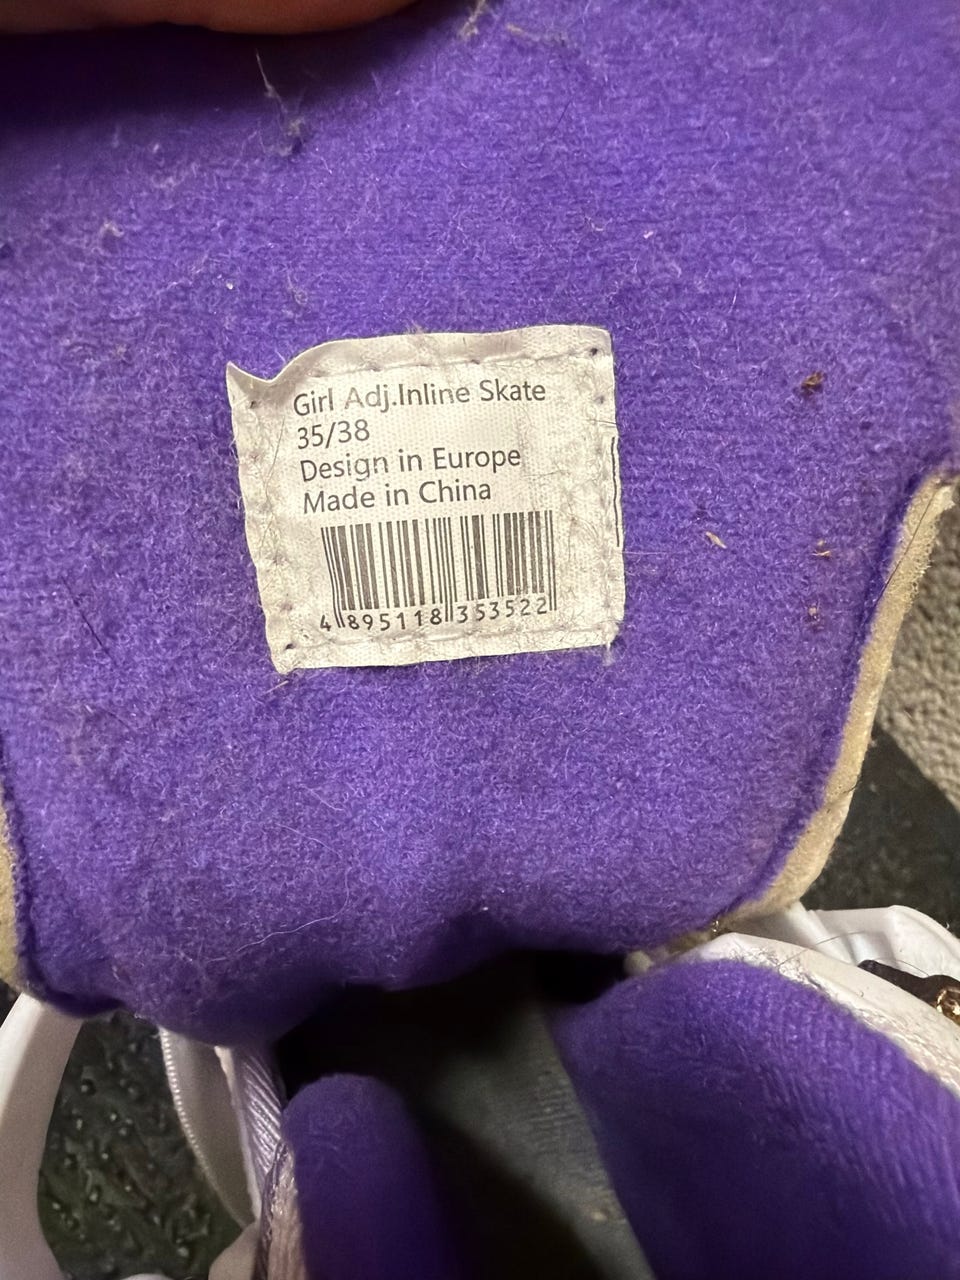 Girl Adj.Inline Skate
35/38
Design in Europe
Made in China
4 895118 353522